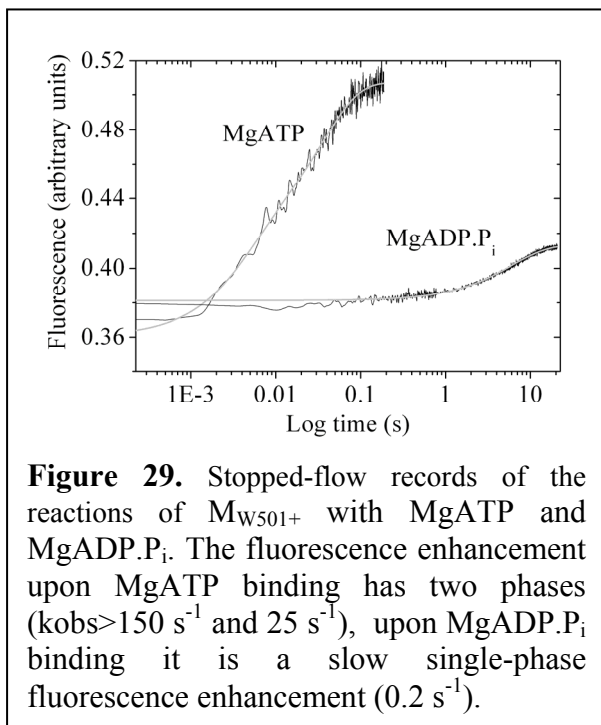 0.52
0.48
0.44
0.40
0.36
Fluorescence (arbitrary units)
MgATP
MgADP.Pi
1E-3 0.01 0.1 1 10
Log time (s)
Figure 29. Stopped-flow records of the
reactions of MW501+ with MgATP and
MgADP.Pi. The fluorescence enhancement
upon MgATP binding has two phases
(kobs>150 s-1 and 25 s-1), upon MgADP.Pi
binding it is a slow single-phase
fluorescence enhancement (0.2 s-1).